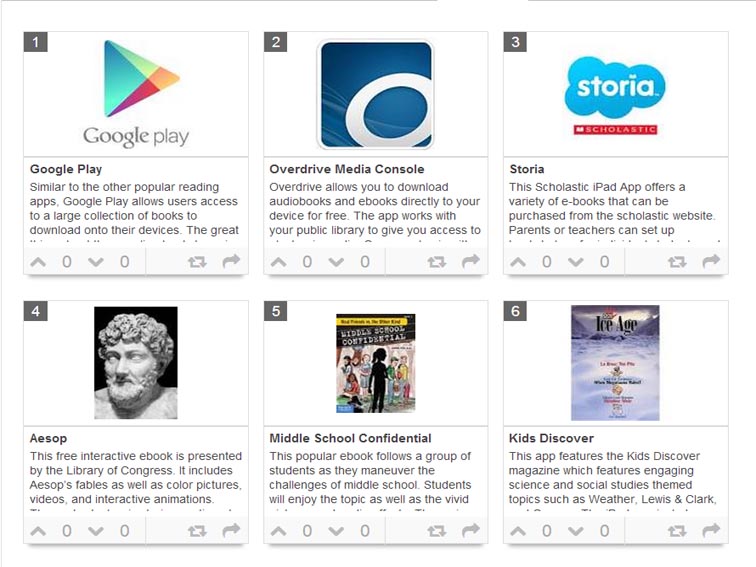 1
Google play
Google Play
Similar to the other popular reading
apps, Google Play allows users access
to a large collection of books to
download onto their devices. The great
0 0
2
Overdrive Media Console
Overdrive allows you to download
audiobooks and ebooks directly to your
device for free. The app works with
your public library to give you access to
0 0
3
storia
SCHOLASTIC
Storia
This Scholastic iPad App offers a
variety of e-books that can be
purchased from the scholastic website.
Parents or teachers can set up
0 0
4
Aesop
This free interactive ebook is presented
by the Library of Congress. It includes
Aesop's fables as well as color pictures,
videos, and interactive animations.
0 0
5
Real Friends vs. the Other Kind
MIDDLE SCHOOL
CONFIDENTIAL
Middle School Confidential
This popular ebook follows a group of
students as they maneuver the
challenges of middle school. Students
will enjoy the topic as well as the vivid
0 0
6
Ice Age
Kids Discover
This app features the Kids Discover
magazine which features engaging
science and social studies themed
topics such as Weather, Lewis & Clark,
0 0